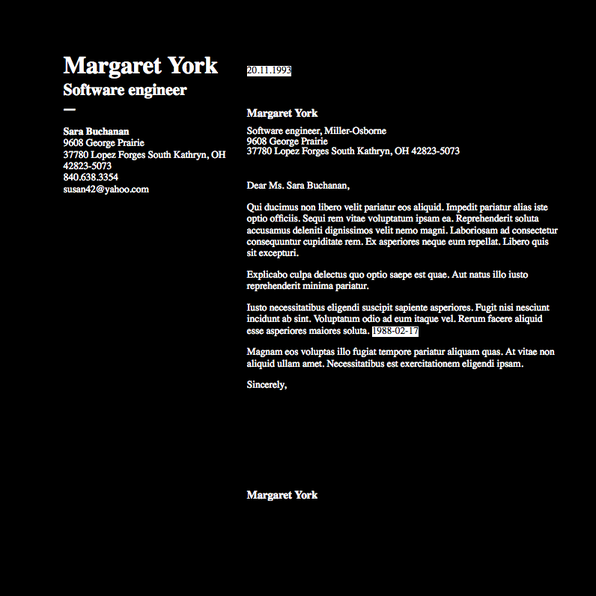 Margaret York
Software engineer
Sara Buchanan
9608 George Prairie
37780 Lopez Forges South Kathryn, OH
42823-5073
840.638.3354
susan42@yahoo.com
20.11.1993
Margaret York
Software engineer, Miller-Osborne
9608 George Prairie
37780 Lopez Forges South Kathryn, OH 42823-5073
Dear Ms. Sara Buchanan,
Qui ducimus non libero velit pariatur eos aliquid. Impedit pariatur alias iste
optio officiis. Sequi rem vitae voluptatum ipsam ea. Reprehenderit soluta
accusamus deleniti dignissimos velit nemo magni. Laboriosam ad consectetur
consequuntur cupiditate rem. Ex asperiores neque eum repellat. Libero quis
sit excepturi.
Explicabo culpa delectus quo optio saepe est quae. Aut natus illo iusto
reprehenderit minima pariatur.
Iusto necessitatibus eligendi suscipit sapiente asperiores. Fugit nisi nesciunt
incidunt ab sint. Voluptatum odio ad eum itaque vel. Rerum facere aliquid
esse asperiores maiores soluta. 1988-02-17
Magnam eos voluptas illo fugiat tempore pariatur aliquam quas. At vitae non
aliquid ullam amet. Necessitatibus est exercitationem eligendi ipsam.
Sincerely,
Margaret York